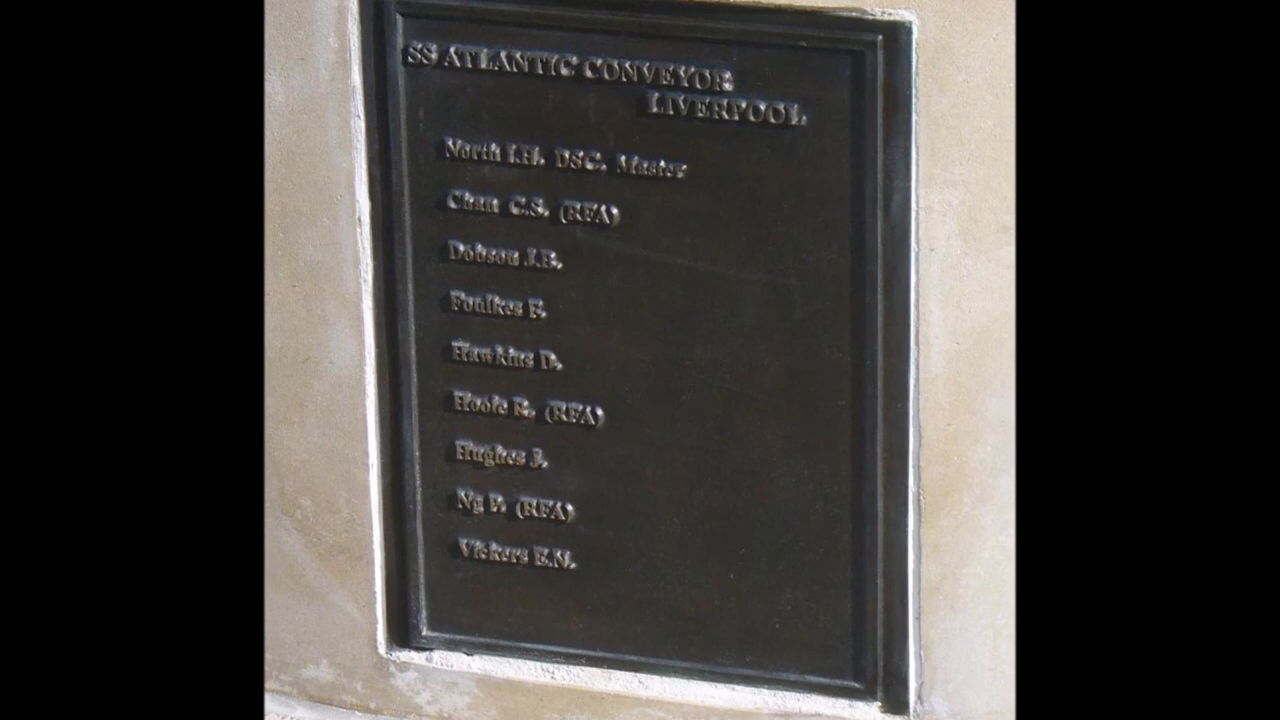 SS ATLANTIC CONVEYOR
LIVERPOOL
North I.H. DSC. Master
Chan C.S. (RFA)
Dobson J.B.
Foulkes F.
Hawkins D.
Hoole R. (RFA)
Hughes J.
Ng P. (RFA)
Vickers E.N.